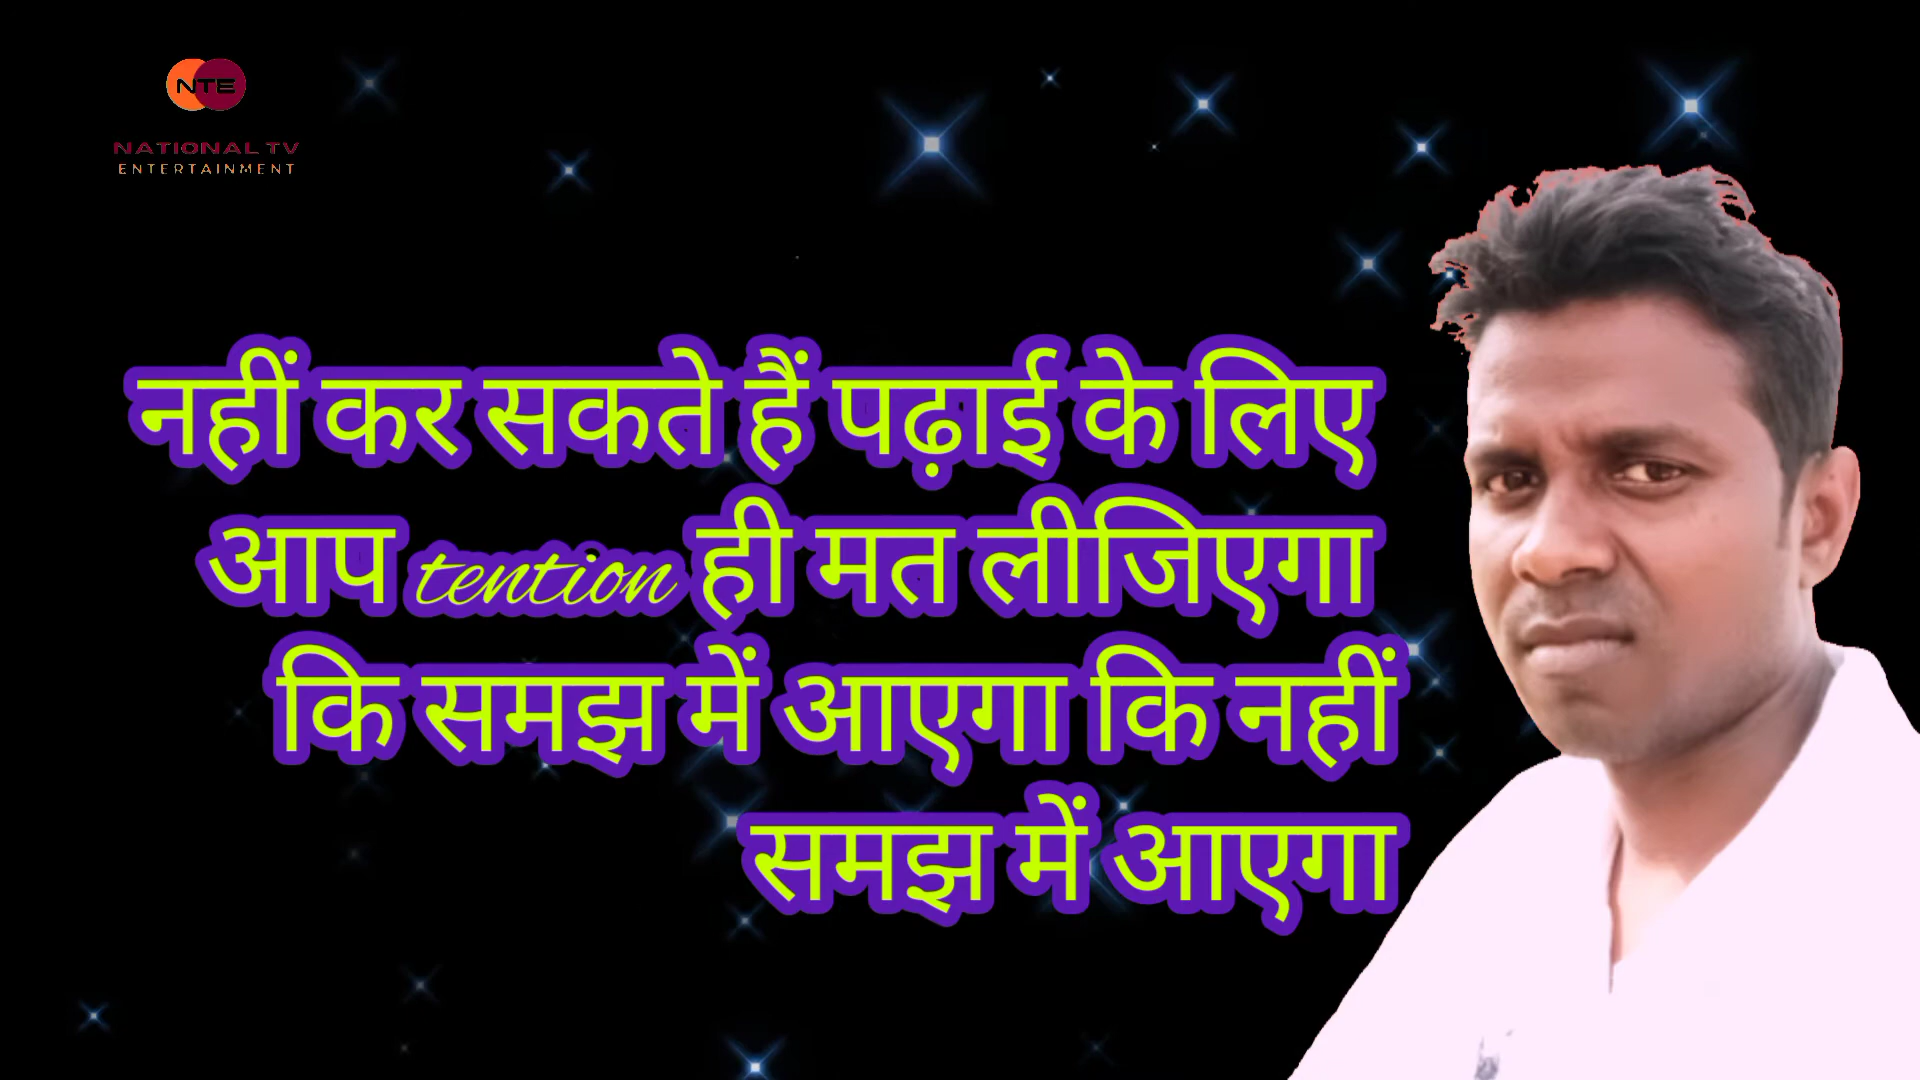 NTE
NATIONAL TV
ENTERTAINMENT
नहीं कर सकते हैं पढ़ाई के लिए
आप tention ही मत लीजिएगा
कि समझ में आएगा कि नहीं
समझ में आएगा